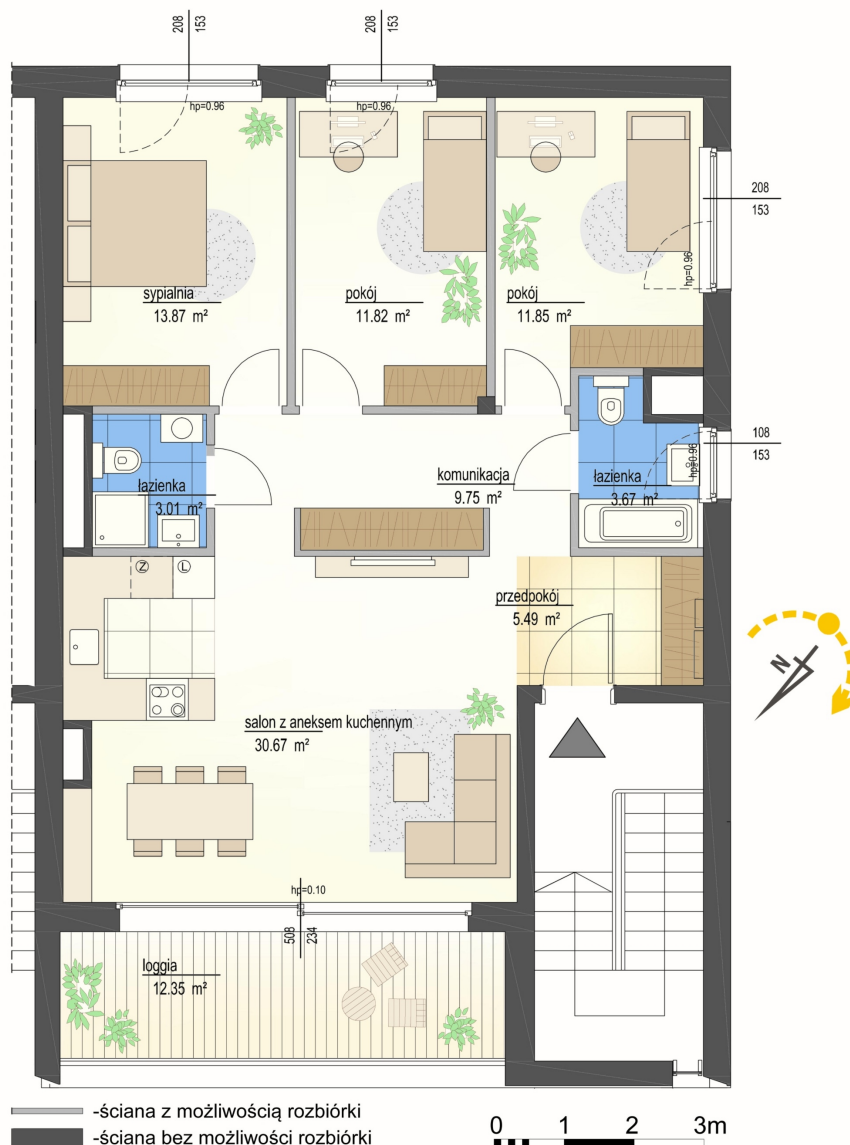 208 153
208 153
hp=0.96
hp=0.96
208
153
hp=0.96
sypialnia
13.87 m²
pokój
11.82 m²
pokój
11.85 m²
108
153
hp=0.96
łazienka
3.01 m²
komunikacja
9.75 m²
łazienka
3.67 m²
Z L
przedpokój
5.49 m²
N
salon z aneksem kuchennym
30.67 m²
hp=0.10
508 234
loggia
12.35 m²
-ściana z możliwością rozbiórki
-ściana bez możliwości rozbiórki
0 1 2 3m